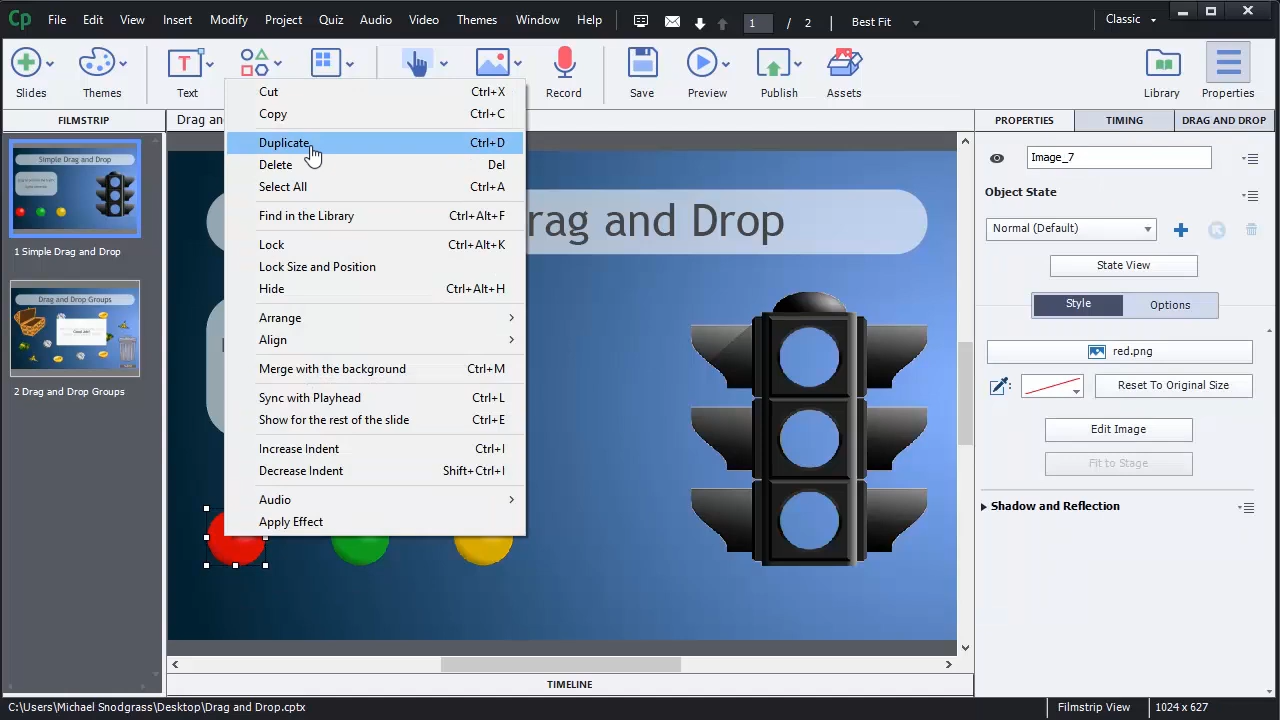 Cp File Edit View Insert Modify Project Quiz Audio Video Themes Window Help 1 / 2 Best Fit Classic
Slides Themes Text Record Save Preview Publish Assets Library Properties
FILMSTRIP
Simple Drag and Drop
1 Simple Drag and Drop
Drag and Drop Groups
2 Drag and Drop Groups
Drag and
rag and Drop
Cut Ctrl+X
Copy Ctrl+C
Duplicate Ctrl+D
Delete Del
Select All Ctrl+A
Find in the Library Ctrl+Alt+F
Lock Ctrl+Alt+K
Lock Size and Position
Hide Ctrl+Alt+H
Arrange
Align
Merge with the background Ctrl+M
Sync with Playhead Ctrl+L
Show for the rest of the slide Ctrl+E
Increase Indent Ctrl+I
Decrease Indent Shift+Ctrl+I
Audio
Apply Effect
PROPERTIES TIMING DRAG AND DROP
Image_7
Object State
Normal (Default)
State View
Style Options
red.png
Reset To Original Size
Edit Image
Fit to Stage
Shadow and Reflection
TIMELINE
C:\Users\Michael Snodgrass\Desktop\Drag and Drop.cptx Filmstrip View 1024 x 627